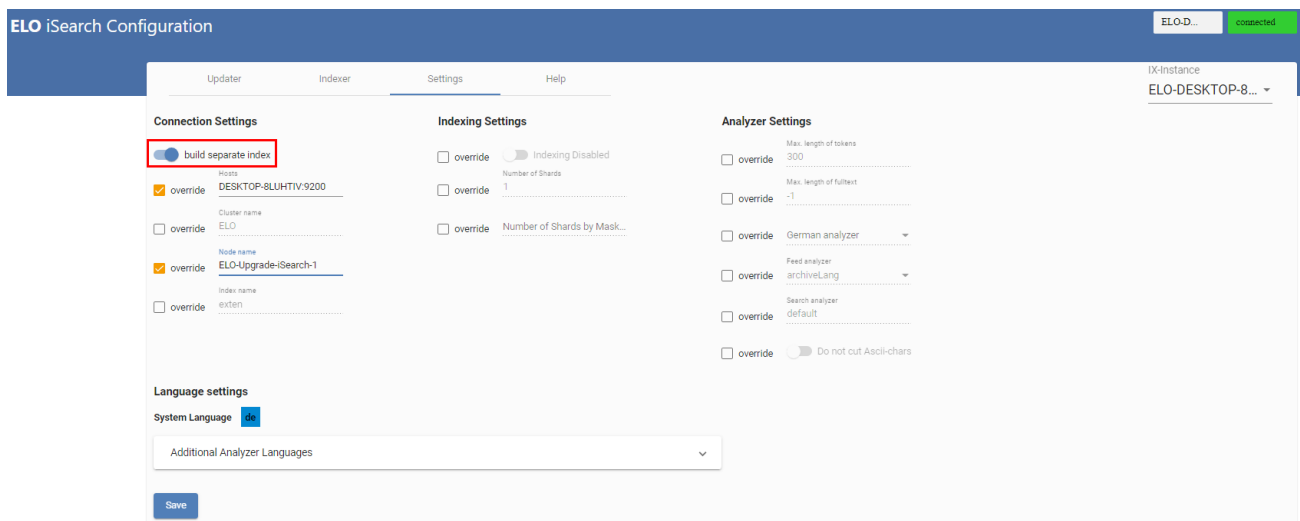 ELO iSearch Configuration
ELO-D...
connected
IX-Instance
ELO-DESKTOP-8...
Updater
Indexer
Settings
Help
Connection Settings
build separate index
Hosts
override
DESKTOP-8LUHTIV:9200
Cluster name
override
ELO
Node name
override
ELO-Upgrade-iSearch-1
Index name
override
exten
Indexing Settings
override
Indexing Disabled
Number of Shards
override
1
override
Number of Shards by Mask...
Analyzer Settings
Max. length of tokens
override
300
Max. length of fulltext
override
-1
override
German analyzer
Feed analyzer
override
archiveLang
Search analyzer
override
default
override
Do not cut Ascii-chars
Language settings
System Language
de
Additional Analyzer Languages
Save